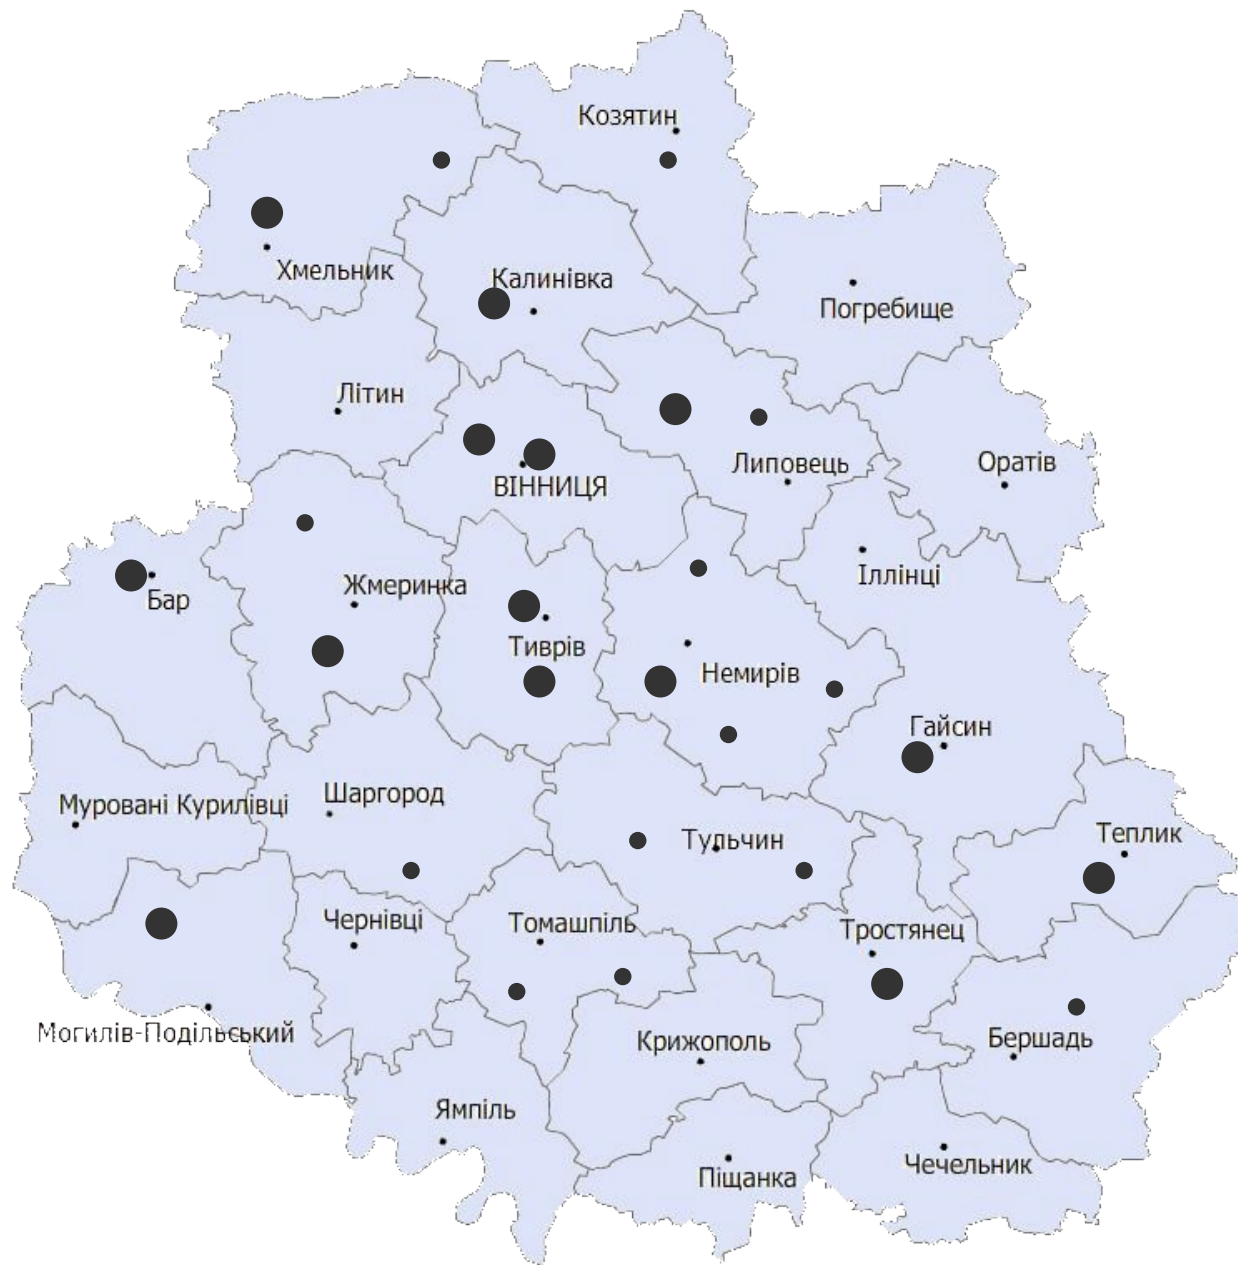 Козятин
Хмельник
Калинівка
Погребище
Літин
Липовець
Оратів
ВІННИЦЯ
Іллінці
Жмеринка
Бар
Тиврів
Немирів
Гайсин
Муровані Курилівці
Шаргород
Теплик
Тульчин
Чернівці
Томашпіль
Тростянец
Могилів-Подільський
Крижополь
Бершадь
Ямпіль
Чечельник
Піщанка